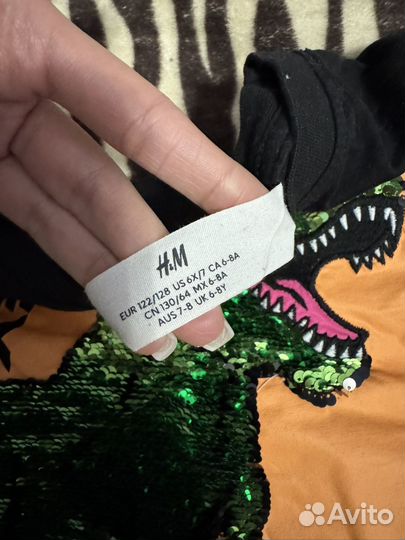 H&M
EUR 122/128 US 6X/7 CA 6-8A
CN 130/64 MX 6-8A
AUS 7-8 UK 6-8Y
Avito